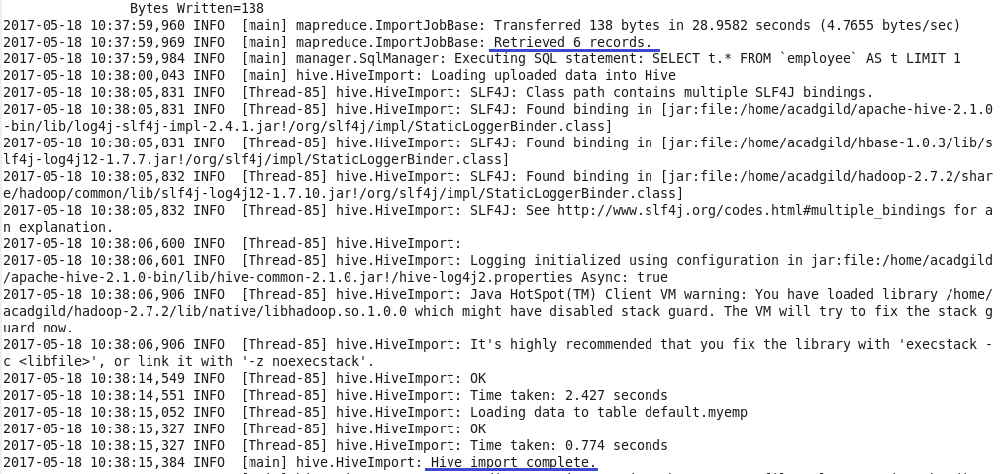 Bytes Written=138
2017-05-18 10:37:59,960 INFO  [main] mapreduce.ImportJobBase: Transferred 138 bytes in 28.9582 seconds (4.7655 bytes/sec)
2017-05-18 10:37:59,969 INFO  [main] mapreduce.ImportJobBase: Retrieved 6 records.
2017-05-18 10:37:59,984 INFO  [main] manager.SqlManager: Executing SQL statement: SELECT t.* FROM `employee` AS t LIMIT 1
2017-05-18 10:38:00,043 INFO  [main] hive.HiveImport: Loading uploaded data into Hive
2017-05-18 10:38:05,831 INFO  [Thread-85] hive.HiveImport: SLF4J: Class path contains multiple SLF4J bindings.
2017-05-18 10:38:05,831 INFO  [Thread-85] hive.HiveImport: SLF4J: Found binding in [jar:file:/home/acadgild/apache-hive-2.1.0
-bin/lib/log4j-slf4j-impl-2.4.1.jar!/org/slf4j/impl/StaticLoggerBinder.class]
2017-05-18 10:38:05,831 INFO  [Thread-85] hive.HiveImport: SLF4J: Found binding in [jar:file:/home/acadgild/hbase-1.0.3/lib/s
lf4j-log4j12-1.7.7.jar!/org/slf4j/impl/StaticLoggerBinder.class]
2017-05-18 10:38:05,832 INFO  [Thread-85] hive.HiveImport: SLF4J: Found binding in [jar:file:/home/acadgild/hadoop-2.7.2/shar
e/hadoop/common/lib/slf4j-log4j12-1.7.10.jar!/org/slf4j/impl/StaticLoggerBinder.class]
2017-05-18 10:38:05,832 INFO  [Thread-85] hive.HiveImport: SLF4J: See http://www.slf4j.org/codes.html#multiple_bindings for a
n explanation.
2017-05-18 10:38:06,600 INFO  [Thread-85] hive.HiveImport:
2017-05-18 10:38:06,601 INFO  [Thread-85] hive.HiveImport: Logging initialized using configuration in jar:file:/home/acadgild
/apache-hive-2.1.0-bin/lib/hive-common-2.1.0.jar!/hive-log4j2.properties Async: true
2017-05-18 10:38:06,906 INFO  [Thread-85] hive.HiveImport: Java HotSpot(TM) Client VM warning: You have loaded library /home/
acadgild/hadoop-2.7.2/lib/native/libhadoop.so.1.0.0 which might have disabled stack guard. The VM will try to fix the stack g
uard now.
2017-05-18 10:38:06,906 INFO  [Thread-85] hive.HiveImport: It's highly recommended that you fix the library with 'execstack -
c <libfile>', or link it with '-z noexecstack'.
2017-05-18 10:38:14,549 INFO  [Thread-85] hive.HiveImport: OK
2017-05-18 10:38:14,551 INFO  [Thread-85] hive.HiveImport: Time taken: 2.427 seconds
2017-05-18 10:38:15,052 INFO  [Thread-85] hive.HiveImport: Loading data to table default.myemp
2017-05-18 10:38:15,327 INFO  [Thread-85] hive.HiveImport: OK
2017-05-18 10:38:15,327 INFO  [Thread-85] hive.HiveImport: Time taken: 0.774 seconds
2017-05-18 10:38:15,384 INFO  [main] hive.HiveImport: Hive import complete.